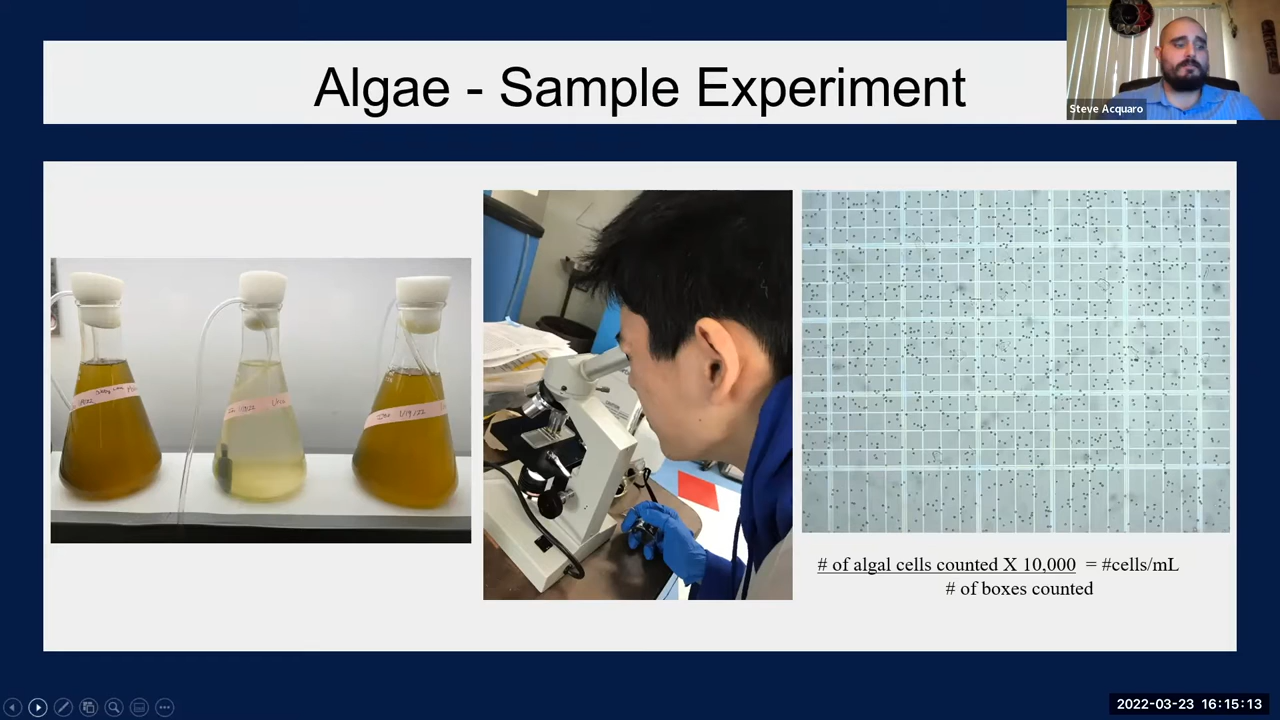 Algae - Sample Experiment
Steve Acquaro
# of algal cells counted X 10,000 = #cells/mL
# of boxes counted
2022-03-23 16:15:13